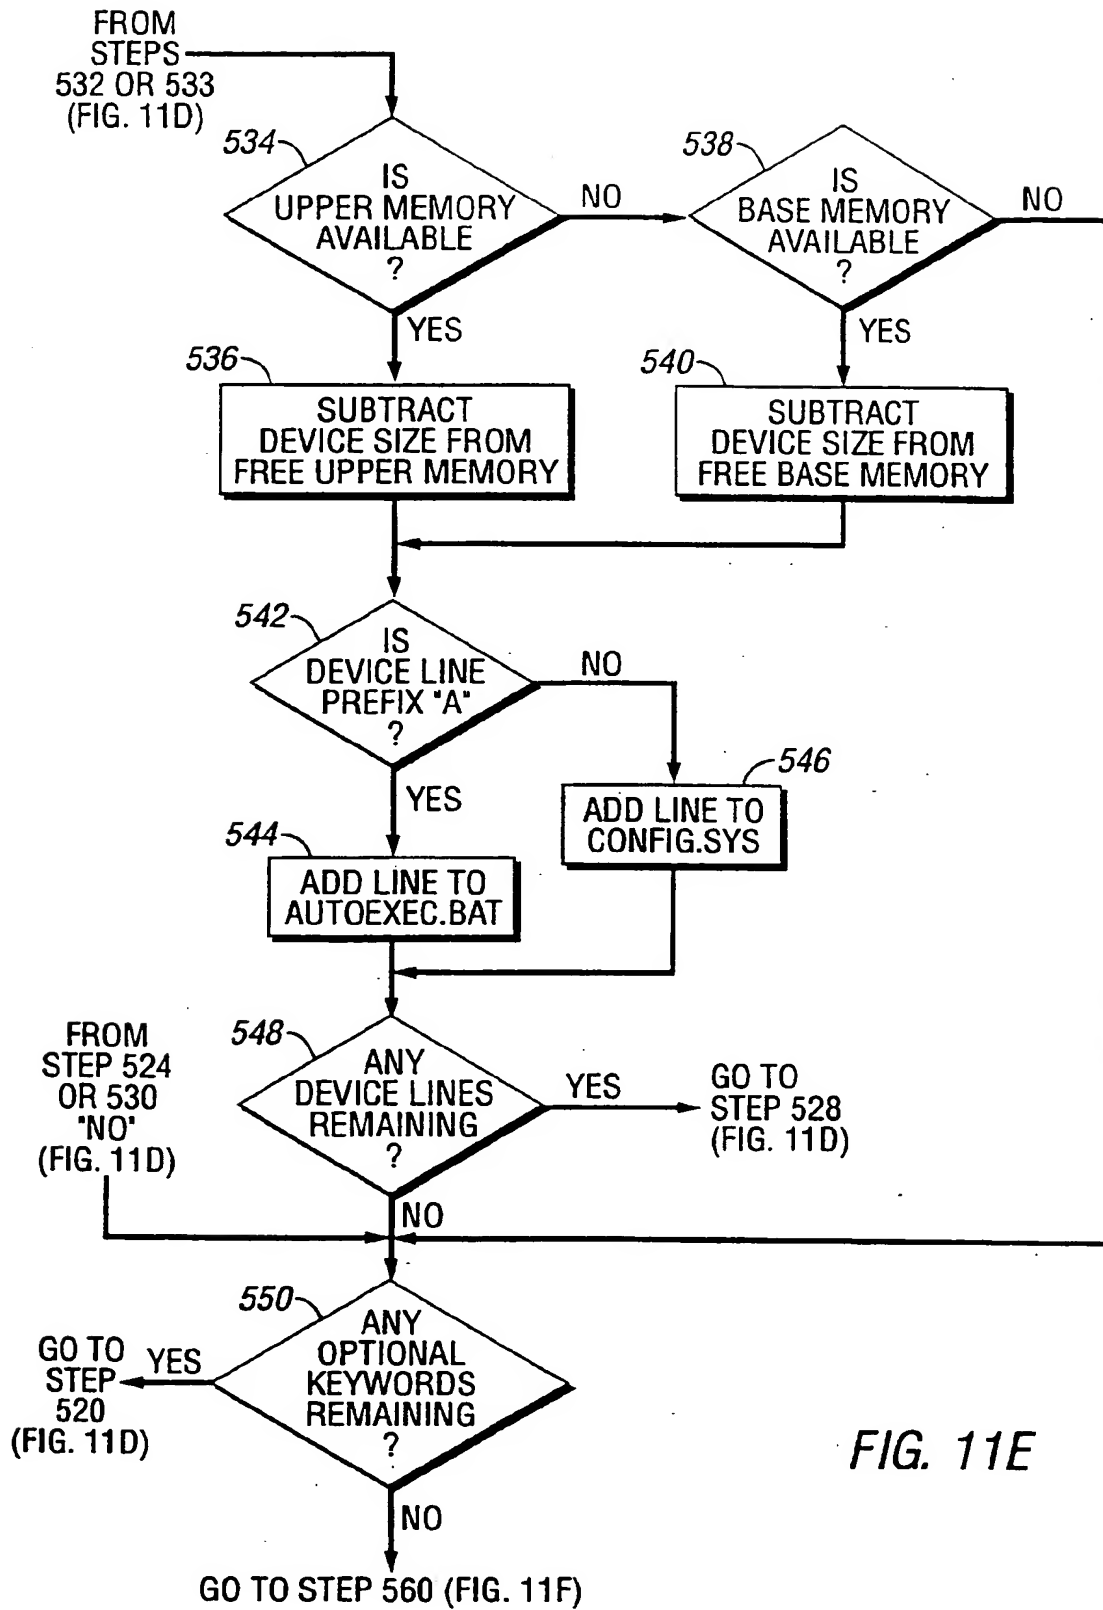 FROM
STEPS
532 OR 533
(FIG. 11D)
534
IS
UPPER MEMORY
AVAILABLE
?
NO
538
IS
BASE MEMORY
AVAILABLE
?
NO
YES
YES
536
SUBTRACT
DEVICE SIZE FROM
FREE UPPER MEMORY
540
SUBTRACT
DEVICE SIZE FROM
FREE BASE MEMORY
542
IS
DEVICE LINE
PREFIX "A"
?
NO
YES
546
ADD LINE TO
CONFIG.SYS
544
ADD LINE TO
AUTOEXEC.BAT
FROM
STEP 524
OR 530
"NO"
(FIG. 11D)
548
ANY
DEVICE LINES
REMAINING
?
YES
GO TO
STEP 528
(FIG. 11D)
NO
550
ANY
OPTIONAL
KEYWORDS
REMAINING
?
YES
GO TO
STEP
520
(FIG. 11D)
NO
GO TO STEP 560 (FIG. 11F)
FIG. 11E